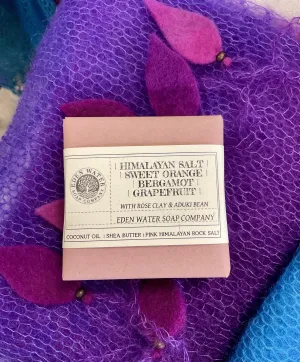 HIMALAYAN SALT |
| SWEET ORANGE |
| BERGAMOT |
| GRAPEFRUIT |
WITH ROSE CLAY & ADUKI BEAN
EDEN WATER SOAP COMPANY
EDEN WATER
SOAP COMPANY
COCONUT OIL : SHEA BUTTER : PINK HIMALAYAN ROCK SALT